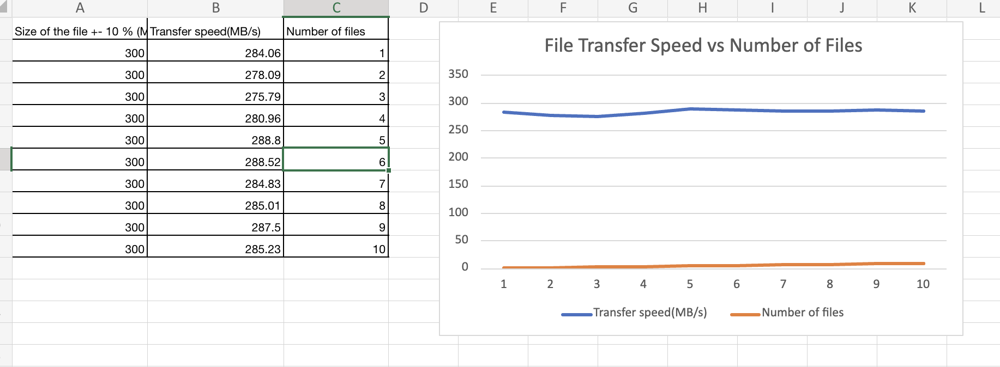 A B C D E F G H I J K L
Size of the file +- 10 % (M Transfer speed(MB/s) Number of files
300 284.06 1
300 278.09 2
300 275.79 3
300 280.96 4
300 288.8 5
300 288.52 6
300 284.83 7
300 285.01 8
300 287.5 9
300 285.23 10
File Transfer Speed vs Number of Files
350
300
250
200
150
100
50
0
1 2 3 4 5 6 7 8 9 10
Transfer speed(MB/s) Number of files